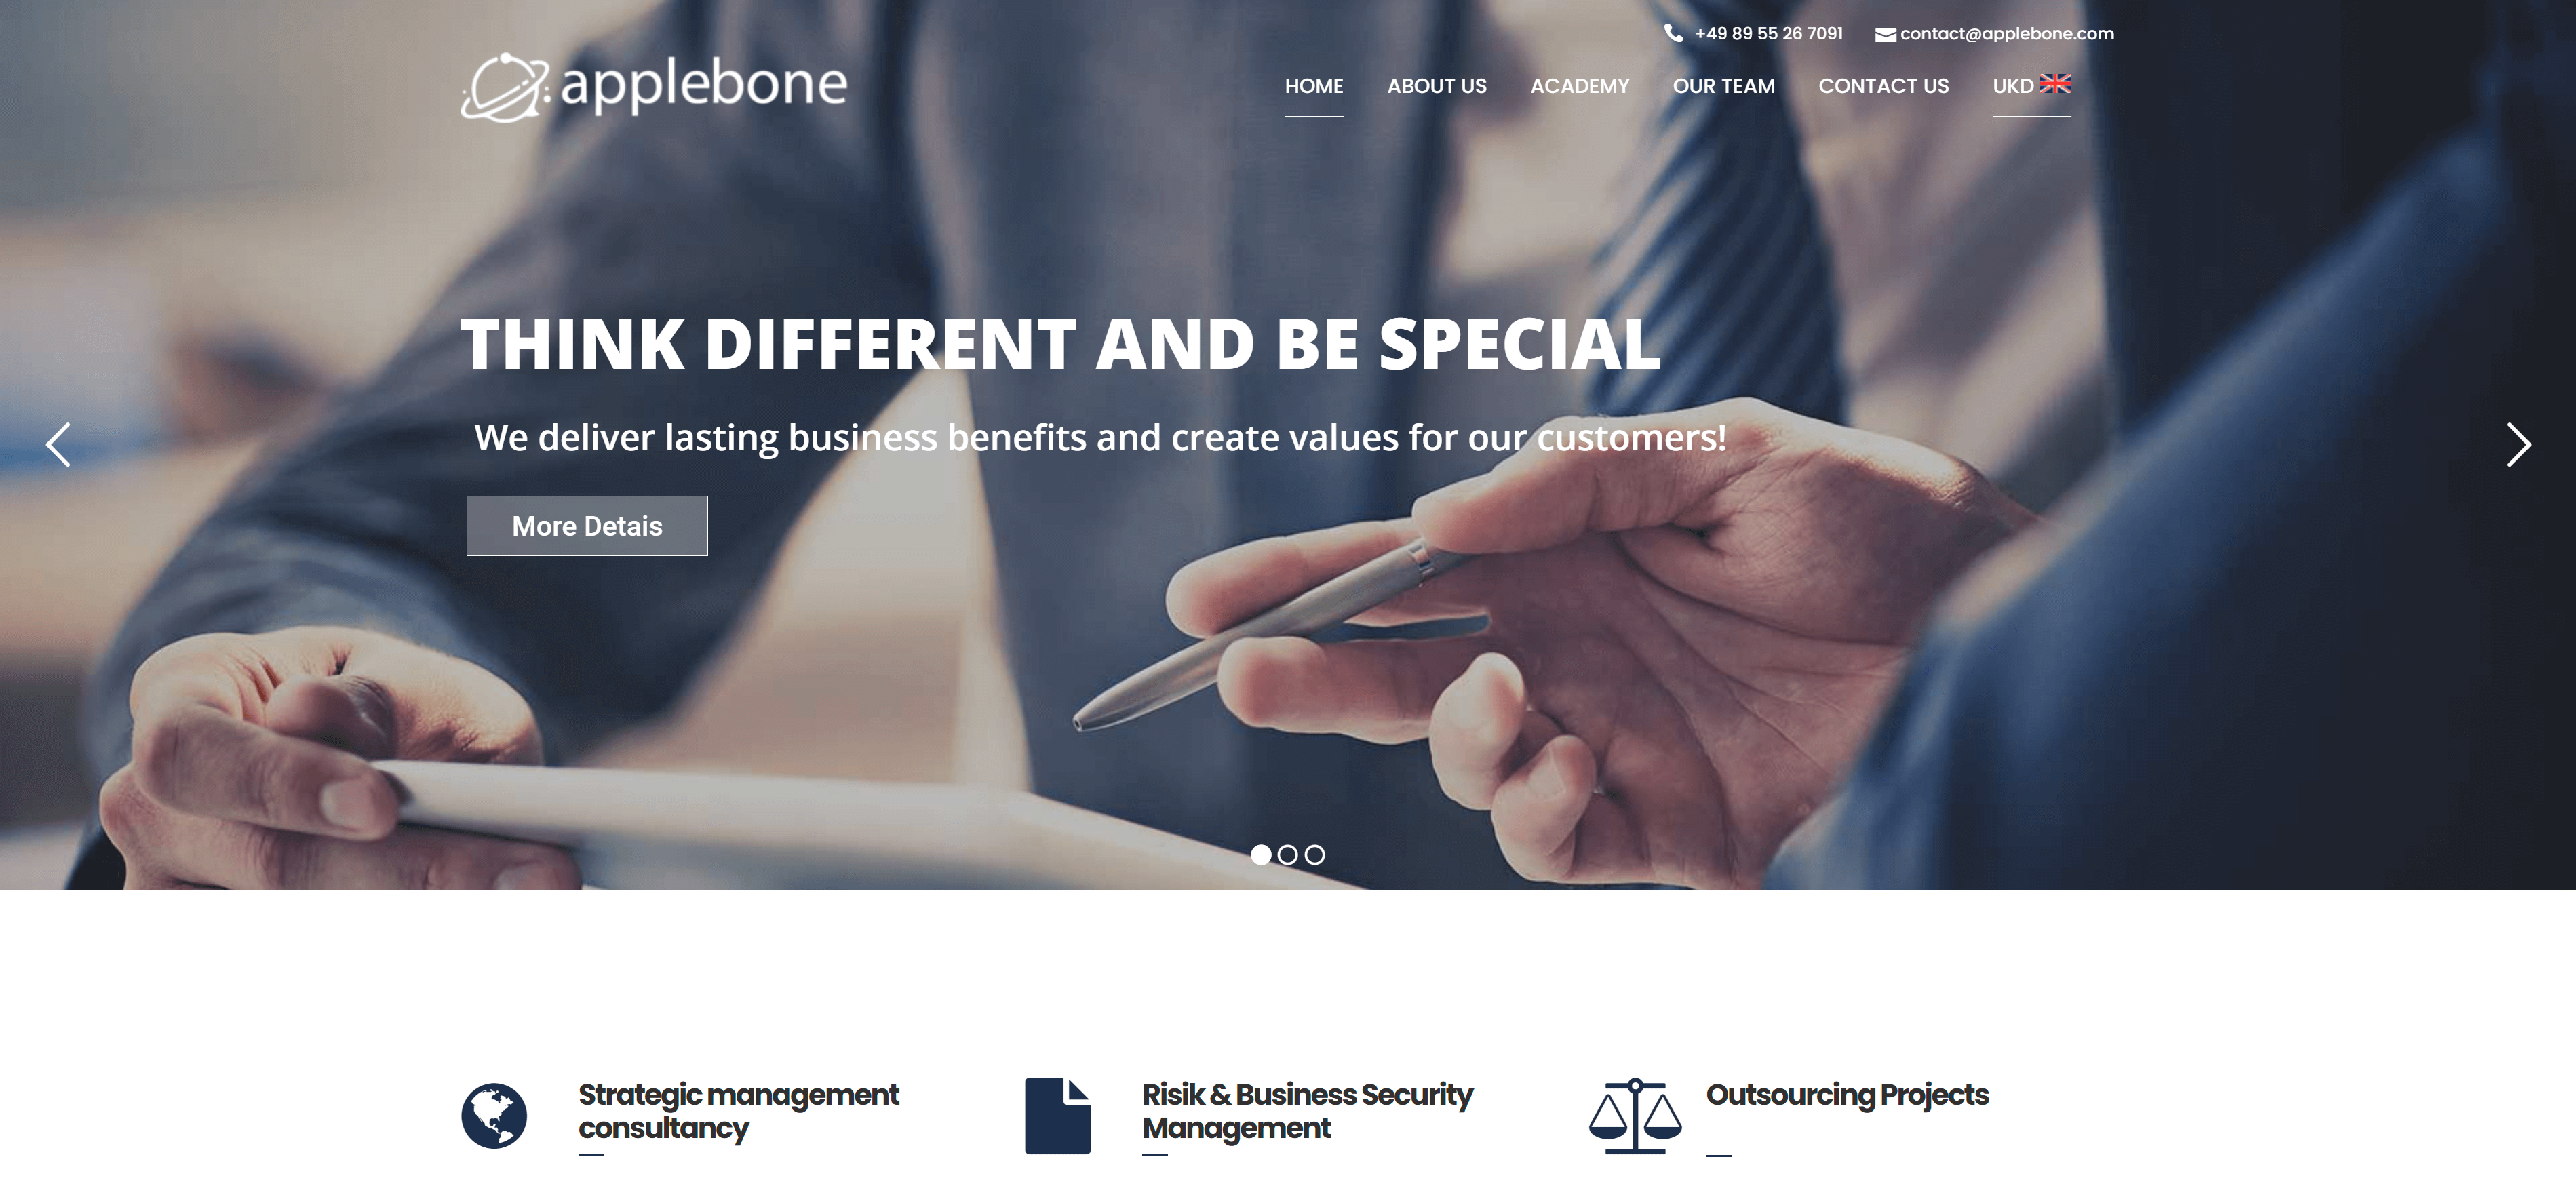 +49 89 55 26 7091 contact@applebone.com
applebone
HOME ABOUT US ACADEMY OUR TEAM CONTACT US UKD
THINK DIFFERENT AND BE SPECIAL
We deliver lasting business benefits and create values for our customers!
More Detais
Strategic management
consultancy
Risik & Business Security
Management
Outsourcing Projects